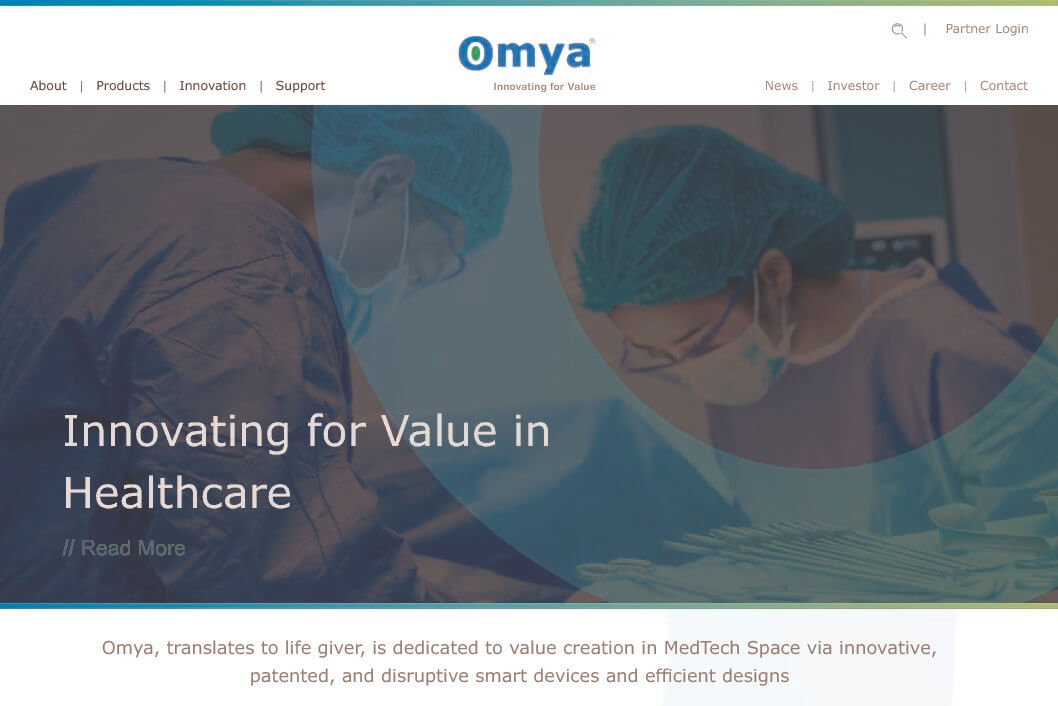 Partner Login
Omya®
Innovating for Value
About | Products | Innovation | Support
News | Investor | Career | Contact
Innovating for Value in
Healthcare
// Read More
Omya, translates to life giver, is dedicated to value creation in MedTech Space via innovative,
patented, and disruptive smart devices and efficient designs